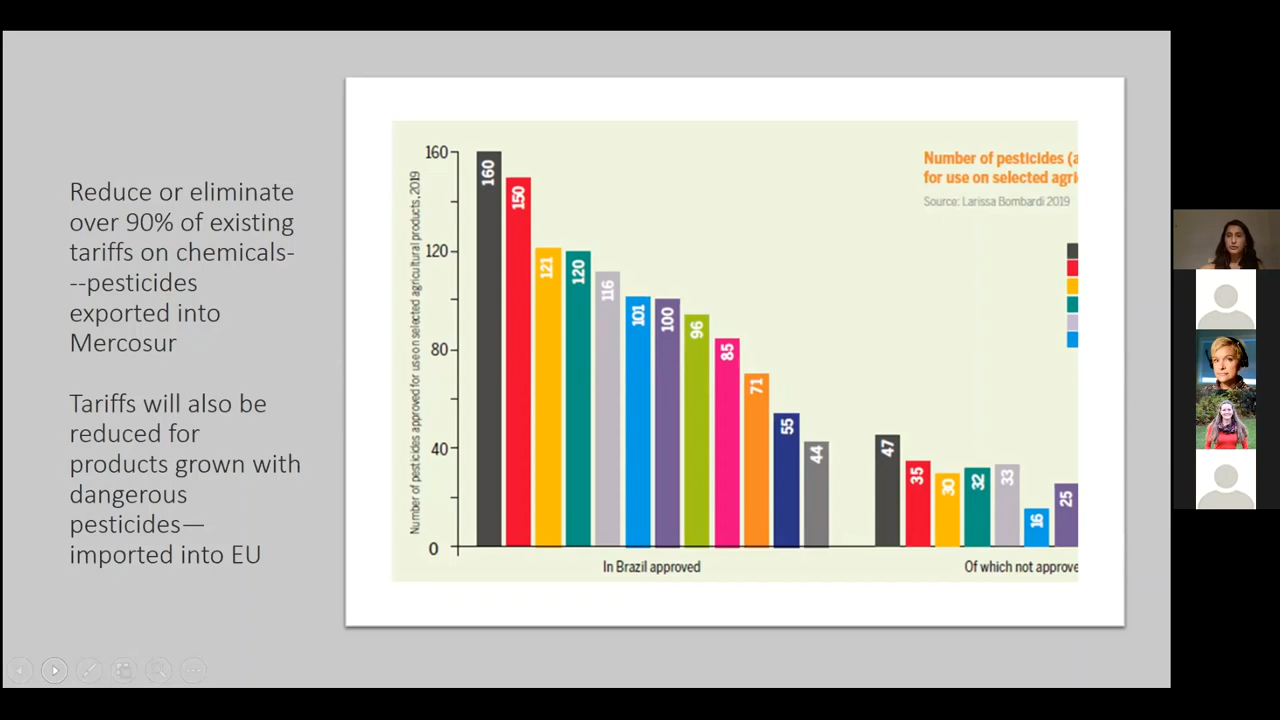 Reduce or eliminate
over 90% of existing
tariffs on chemicals-
--pesticides
exported into
Mercosur
Tariffs will also be
reduced for
products grown with
dangerous
pesticides—
imported into EU
Number of pesticides (a
for use on selected agri
Source: Larissa Bombardi 2019
Number of pesticides approved for use on selected agricultural products, 2019
160
120
80
40
0
160
150
121
120
116
101
100
96
85
71
55
44
47
35
30
32
33
16
25
In Brazil approved
Of which not approve